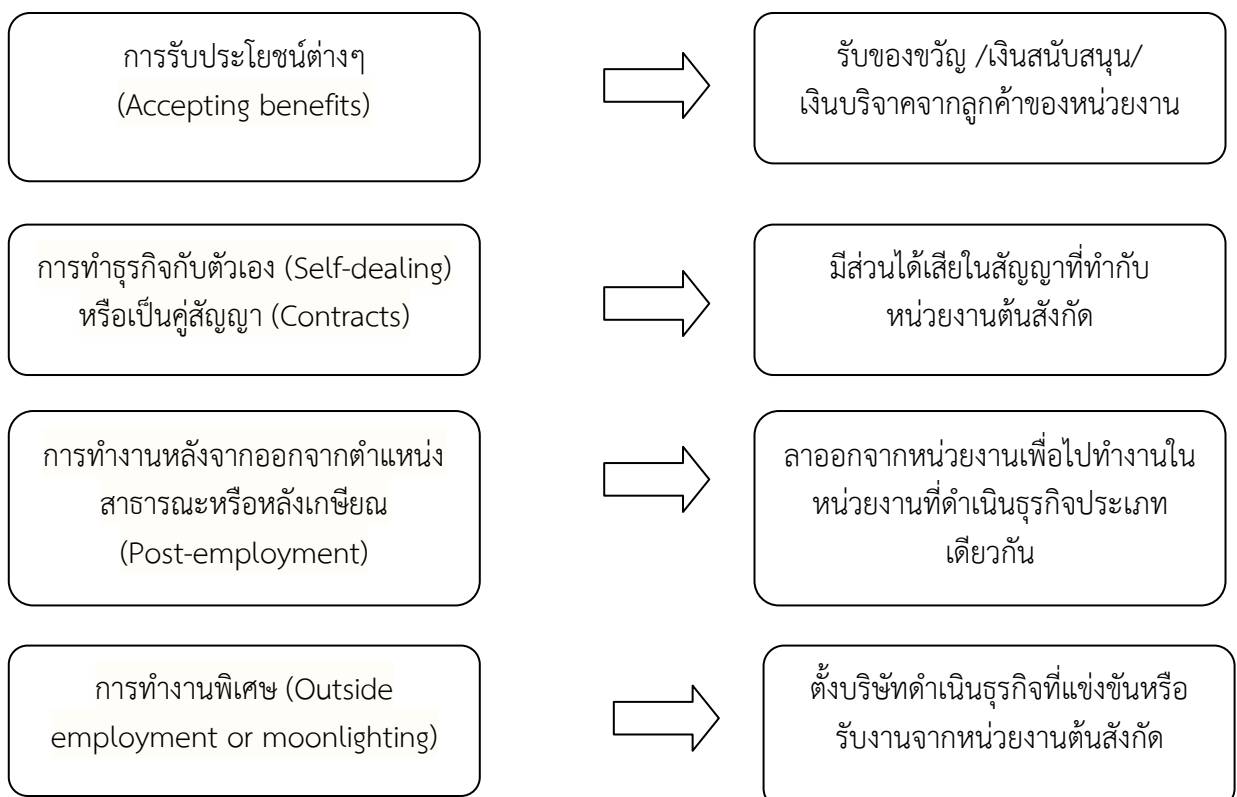 การรับประโยชน์ต่างๆ
(Accepting benefits)
รับของขวัญ /เงินสนับสนุน/
เงินบริจาคจากลูกค้าของหน่วยงาน
การทำธุรกิจกับตัวเอง (Self-dealing)
หรือเป็นคู่สัญญา (Contracts)
มีส่วนได้เสียในสัญญาที่ทำกับ
หน่วยงานต้นสังกัด
การทำงานหลังจากออกจากตำแหน่ง
สาธารณะหรือหลังเกษียณ
(Post-employment)
ลาออกจากหน่วยงานเพื่อไปทำงานใน
หน่วยงานที่ดำเนินธุรกิจประเภท
เดียวกัน
การทำงานพิเศษ (Outside
employment or moonlighting)
ตั้งบริษัทดำเนินธุรกิจที่แข่งขันหรือ
รับงานจากหน่วยงานต้นสังกัด